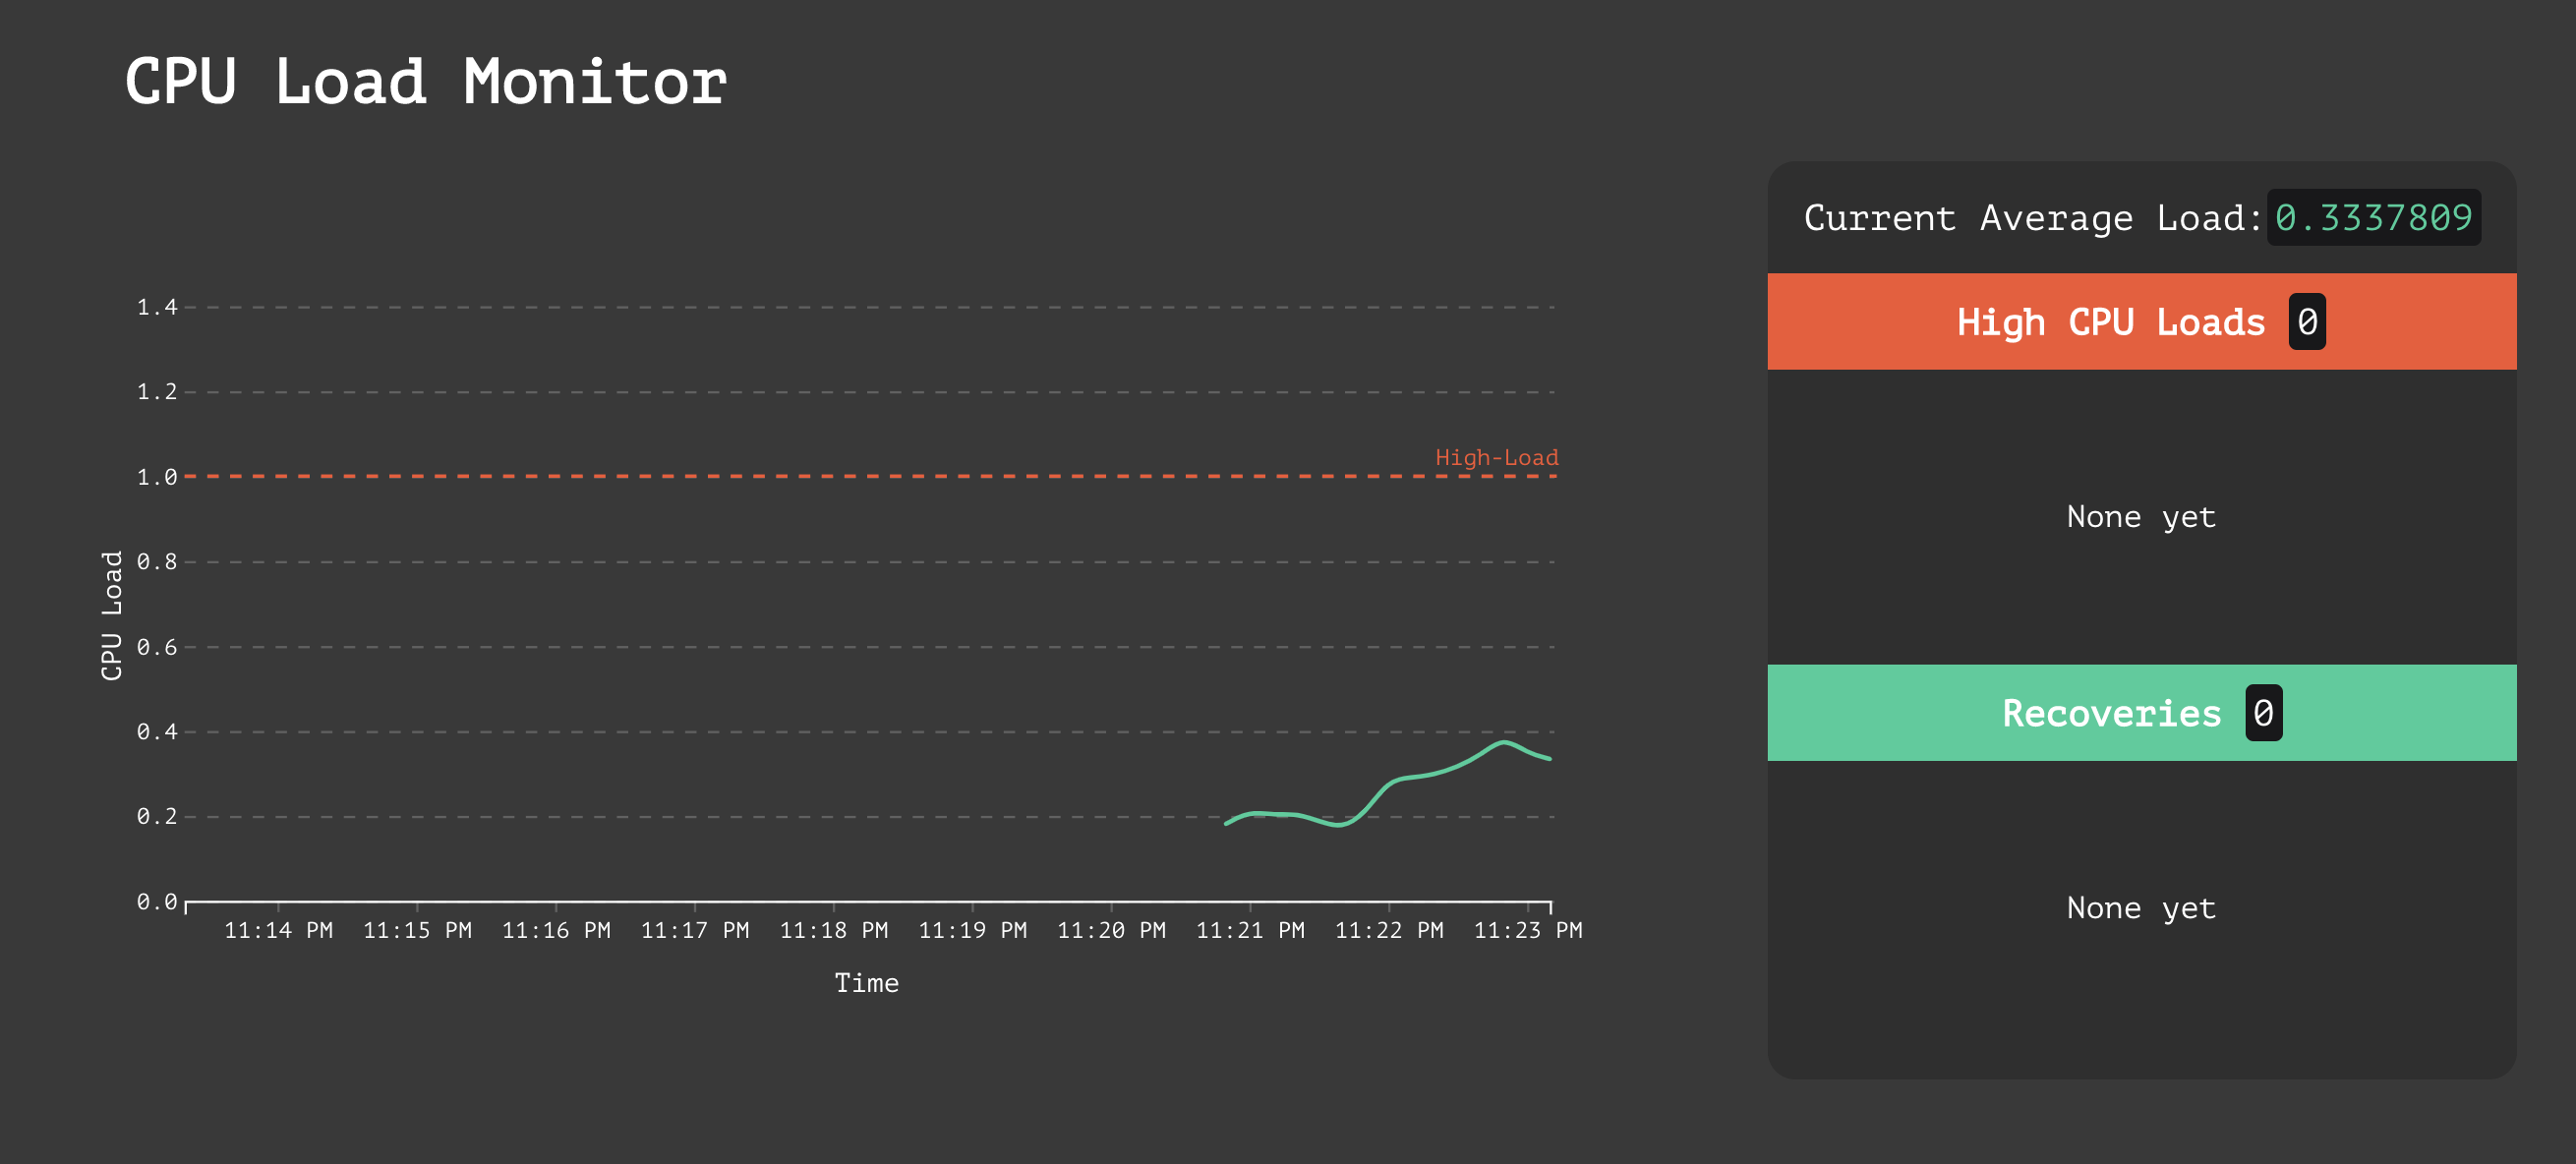 CPU Load Monitor
1.4
1.2
High-Load
1.0
0.8
0.6
0.4
0.2
0.0
CPU Load
11:14 PM 11:15 PM 11:16 PM 11:17 PM 11:18 PM 11:19 PM 11:20 PM 11:21 PM 11:22 PM 11:23 PM
Time
Current Average Load: 0.3337809
High CPU Loads 0
None yet
Recoveries 0
None yet